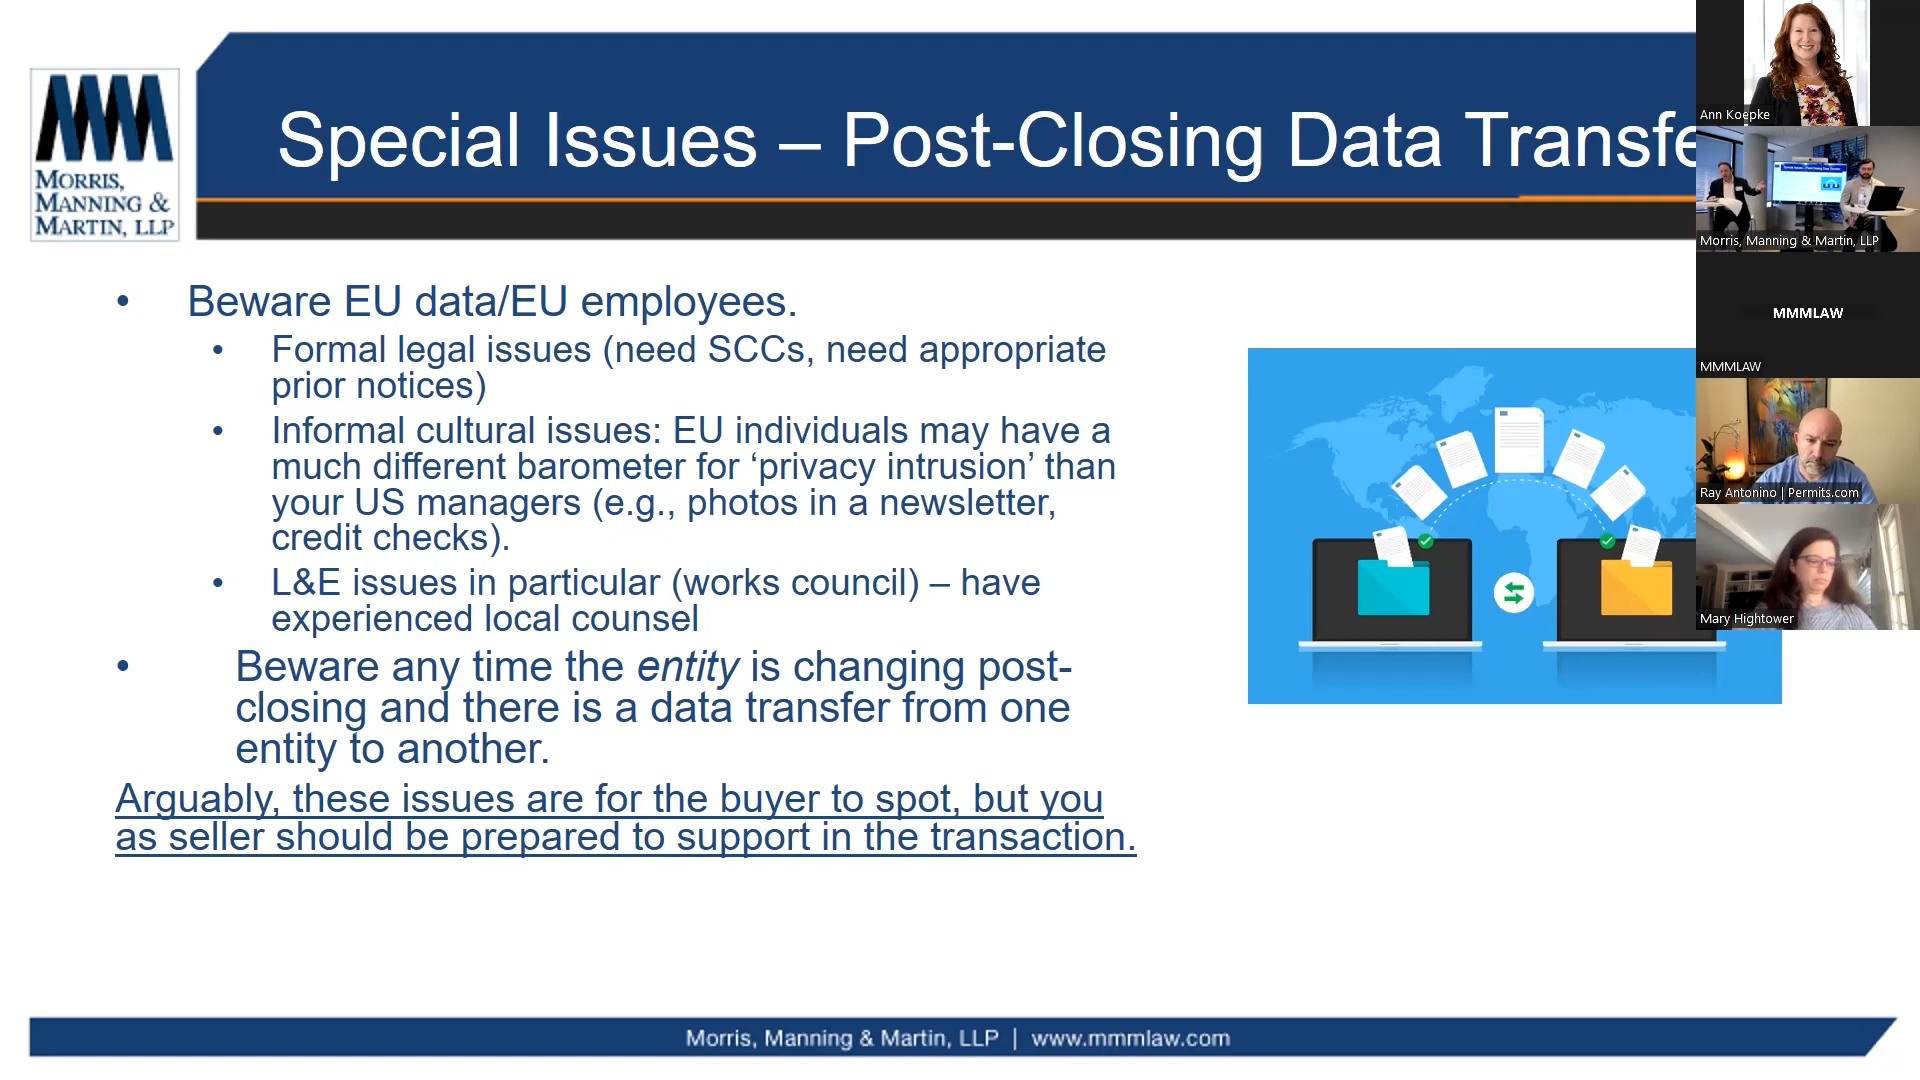 MORRIS,
MANNING &
MARTIN, LLP
Special Issues – Post-Closing Data Transfe
• Beware EU data/EU employees.
• Formal legal issues (need SCCs, need appropriate
prior notices)
• Informal cultural issues: EU individuals may have a
much different barometer for ‘privacy intrusion’ than
your US managers (e.g., photos in a newsletter,
credit checks).
• L&E issues in particular (works council) – have
experienced local counsel
• Beware any time the entity is changing post-
closing and there is a data transfer from one
entity to another.
Arguably, these issues are for the buyer to spot, but you
as seller should be prepared to support in the transaction.
Ann Koepke
Morris, Manning & Martin, LLP
MMMLAW
MMMLAW
Ray Antonino | Permits.com
Mary Hightower
Morris, Manning & Martin, LLP | www.mmmlaw.com